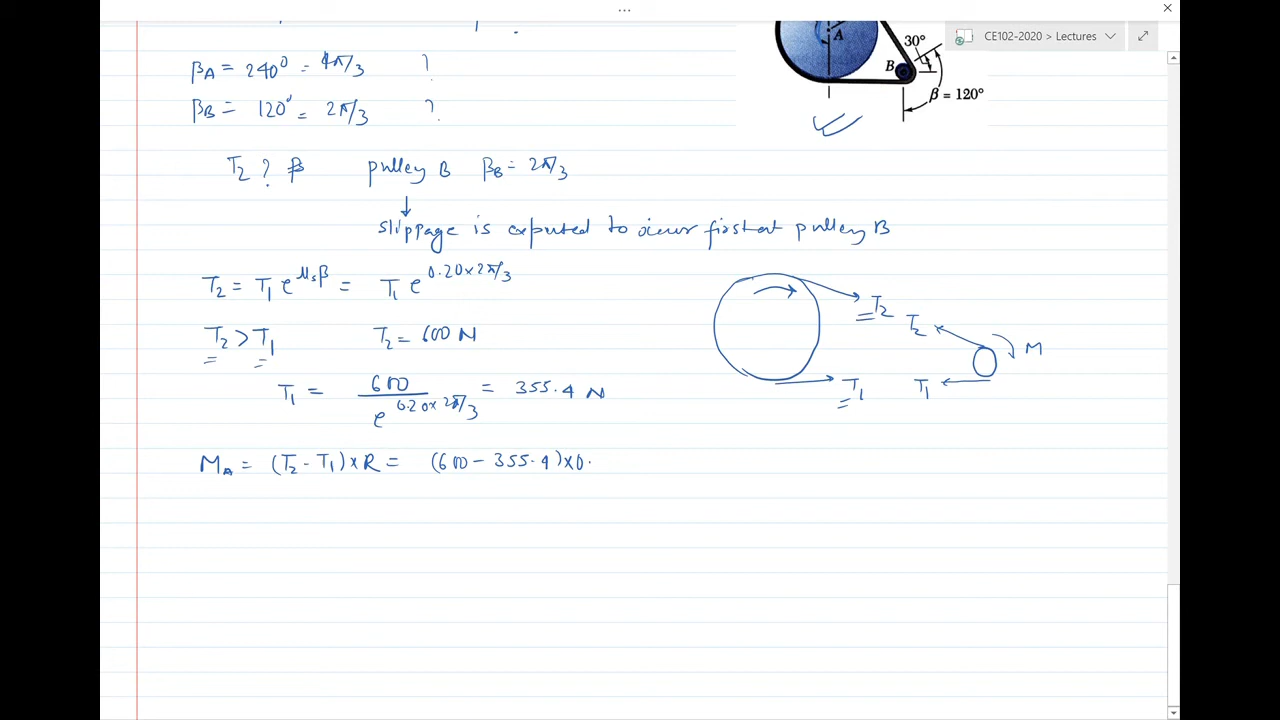 ...
CE102-2020 > Lectures
A
30°
B
β = 120°
βA = 240° = 4π/3 ?
βB = 120° = 2π/3 ?
T2 ? β pulley B βB = 2π/3
slippage is expected to occur first at pulley B
T2 = T1 e^μsβ = T1 e^0.20×2π/3
T2 > T1 T2 = 600 N
T1 = 600 / e^0.20×2π/3 = 355.4 N
MA = (T2 - T1) × R = (600 - 355.4) × 0.
T2
T2
M
T1
T1